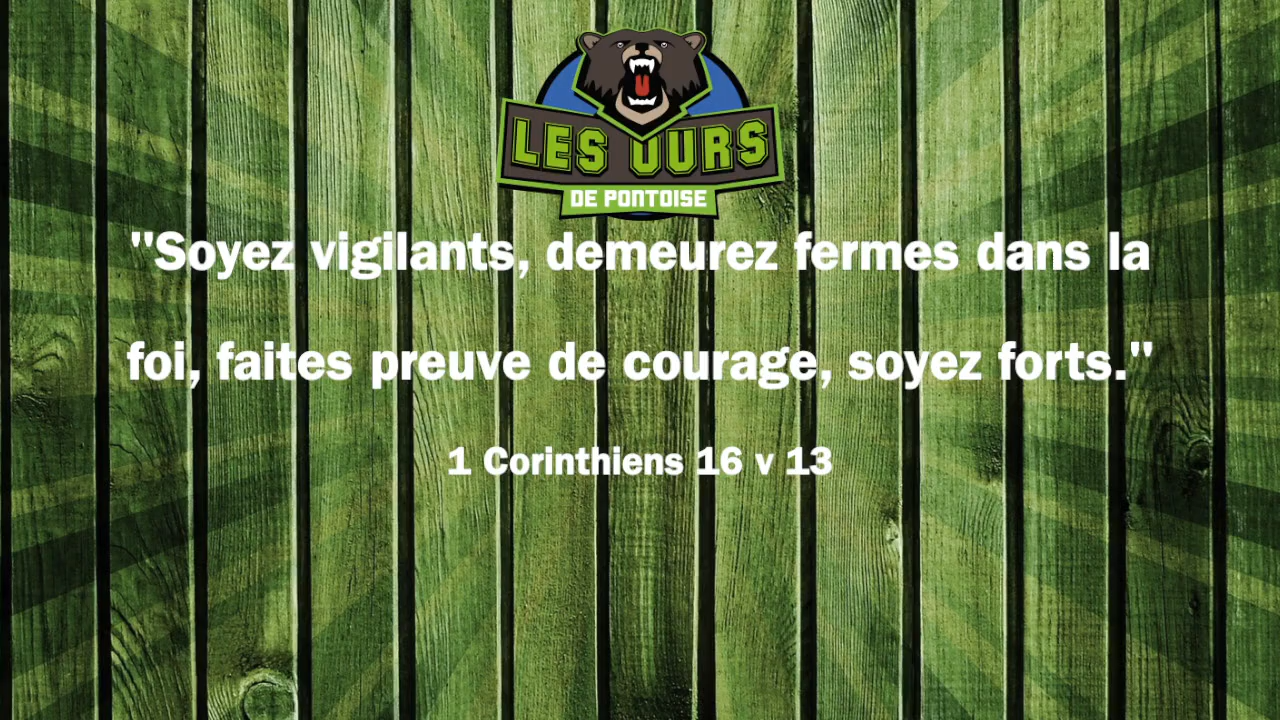 LES OURS
DE PONTOISE
"Soyez vigilants, demeurez fermes dans la
foi, faites preuve de courage, soyez forts."
1 Corinthiens 16 v 13